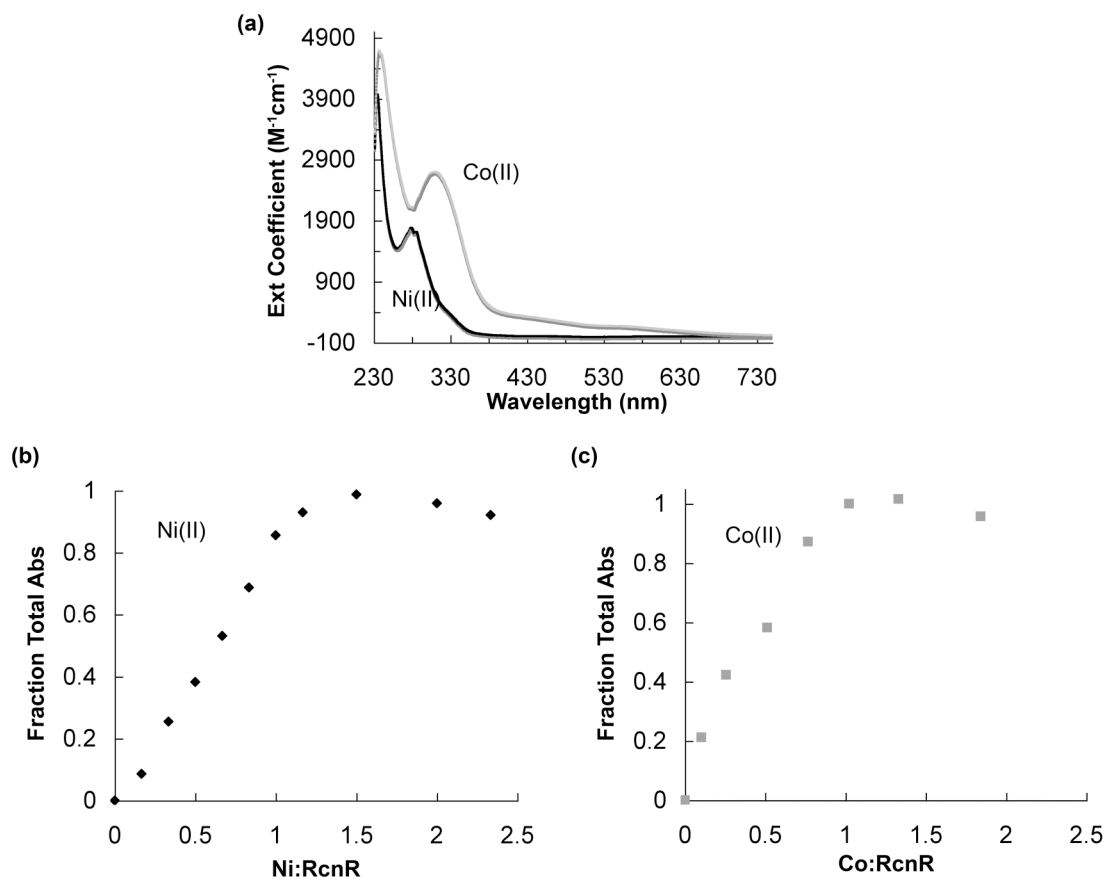 (a)
4900
3900
2900
1900
900
-100
Ext Coefficient (M⁻¹cm⁻¹)
Co(II)
Ni(II)
230 330 430 530 630 730
Wavelength (nm)
(b)
1
0.8
0.6
0.4
0.2
0
Fraction Total Abs
Ni(II)
0 0.5 1 1.5 2 2.5
Ni:RcnR
(c)
1
0.8
0.6
0.4
0.2
0
Fraction Total Abs
Co(II)
0 0.5 1 1.5 2 2.5
Co:RcnR